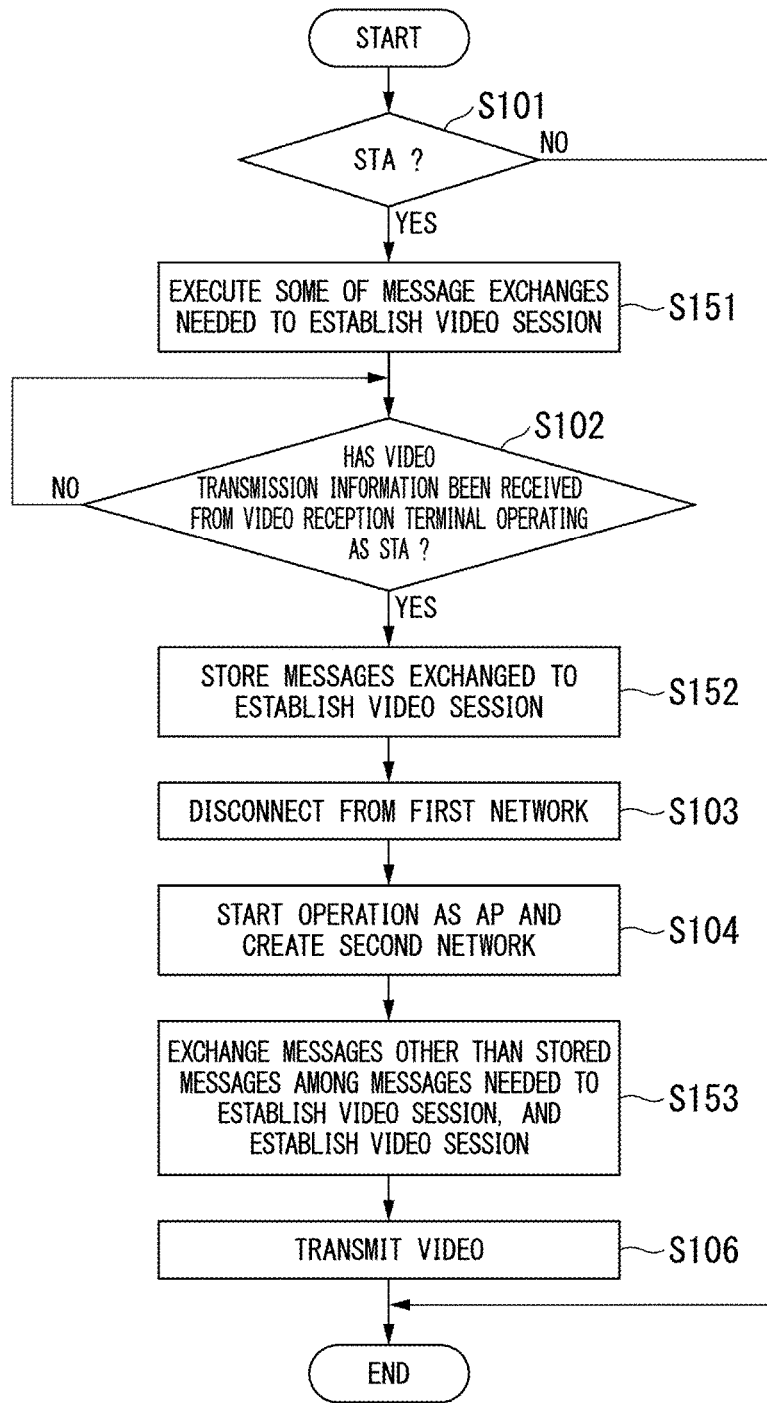 START
S101
STA ?
NO
YES
EXECUTE SOME OF MESSAGE EXCHANGES
NEEDED TO ESTABLISH VIDEO SESSION
S151
S102
HAS VIDEO
TRANSMISSION INFORMATION BEEN RECEIVED
FROM VIDEO RECEPTION TERMINAL OPERATING
AS STA ?
NO
YES
STORE MESSAGES EXCHANGED TO
ESTABLISH VIDEO SESSION
S152
DISCONNECT FROM FIRST NETWORK
S103
START OPERATION AS AP AND
CREATE SECOND NETWORK
S104
EXCHANGE MESSAGES OTHER THAN STORED
MESSAGES AMONG MESSAGES NEEDED TO
ESTABLISH VIDEO SESSION, AND
ESTABLISH VIDEO SESSION
S153
TRANSMIT VIDEO
S106
END